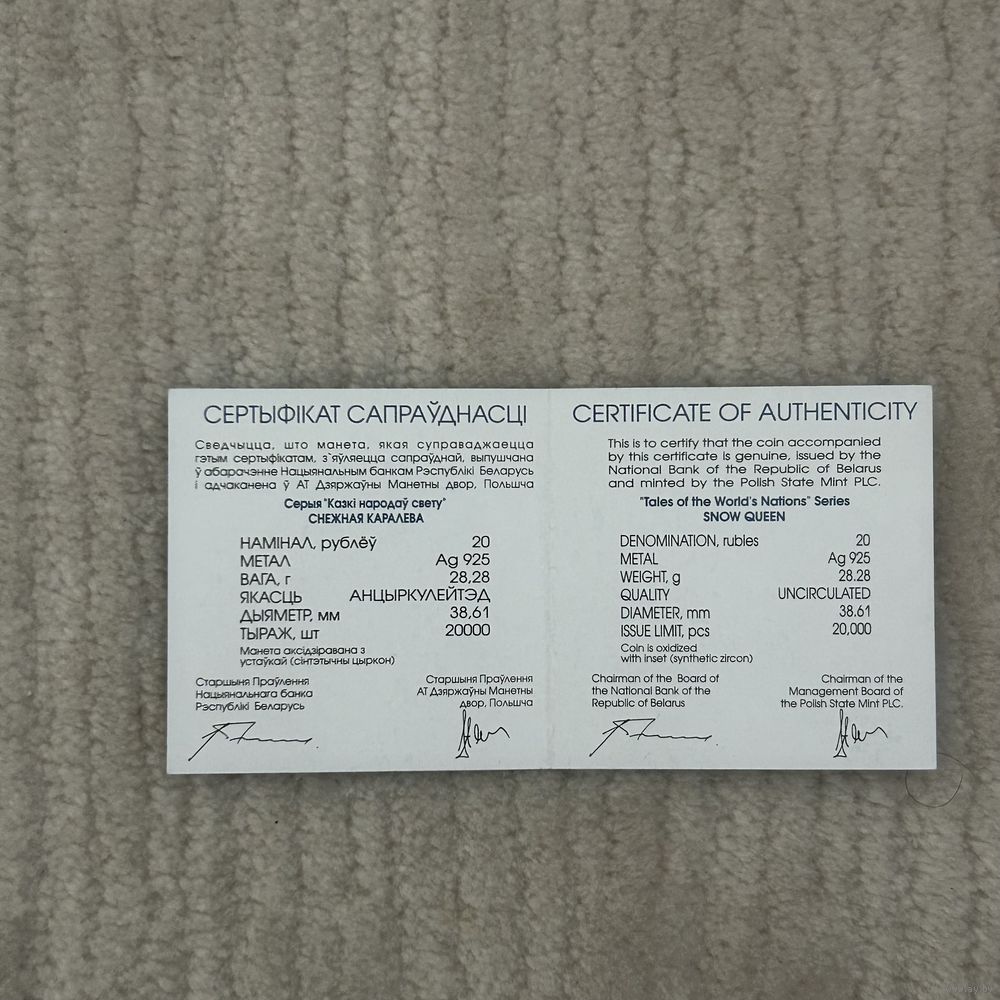 СЕРТЫФІКАТ САПРАЎДНАСЦІ
Сведчыцца, што манета, якая суправаджаецца
гэтым сертыфікатам, з`яўляецца сапраўднай, выпушчана
ў абарачэнне Нацыянальным банкам Рэспублікі Беларусь
і адчаканена ў АТ Дзяржаўны Манетны двор, Польшча
Серыя "Казкі народаў свету"
СНЕЖНАЯ КАРАЛЕВА
НАМІНАЛ, рублёў 20
МЕТАЛ Ag 925
ВАГА, г 28,28
ЯКАСЦЬ АНЦЫРКУЛЕЙТЭД
ДЫЯМЕТР, мм 38,61
ТЫРАЖ, шт 20000
Манета аксідзіравана з
устаўкай (сінтэтычны цыркон)
Старшыня Праўлення
Нацыянальнага банка
Рэспублікі Беларусь
Старшыня Праўлення
АТ Дзяржаўны Манетны
двор, Польшча
CERTIFICATE OF AUTHENTICITY
This is to certify that the coin accompanied
by this certificate is genuine, issued by the
National Bank of the Republic of Belarus
and minted by the Polish State Mint PLC.
"Tales of the World's Nations" Series
SNOW QUEEN
DENOMINATION, rubles 20
METAL Ag 925
WEIGHT, g 28.28
QUALITY UNCIRCULATED
DIAMETER, mm 38.61
ISSUE LIMIT, pcs 20,000
Coin is oxidized
with inset (synthetic zircon)
Chairman of the Board of
the National Bank of the
Republic of Belarus
Chairman of the
Management Board of
the Polish State Mint PLC.
www.ay.by